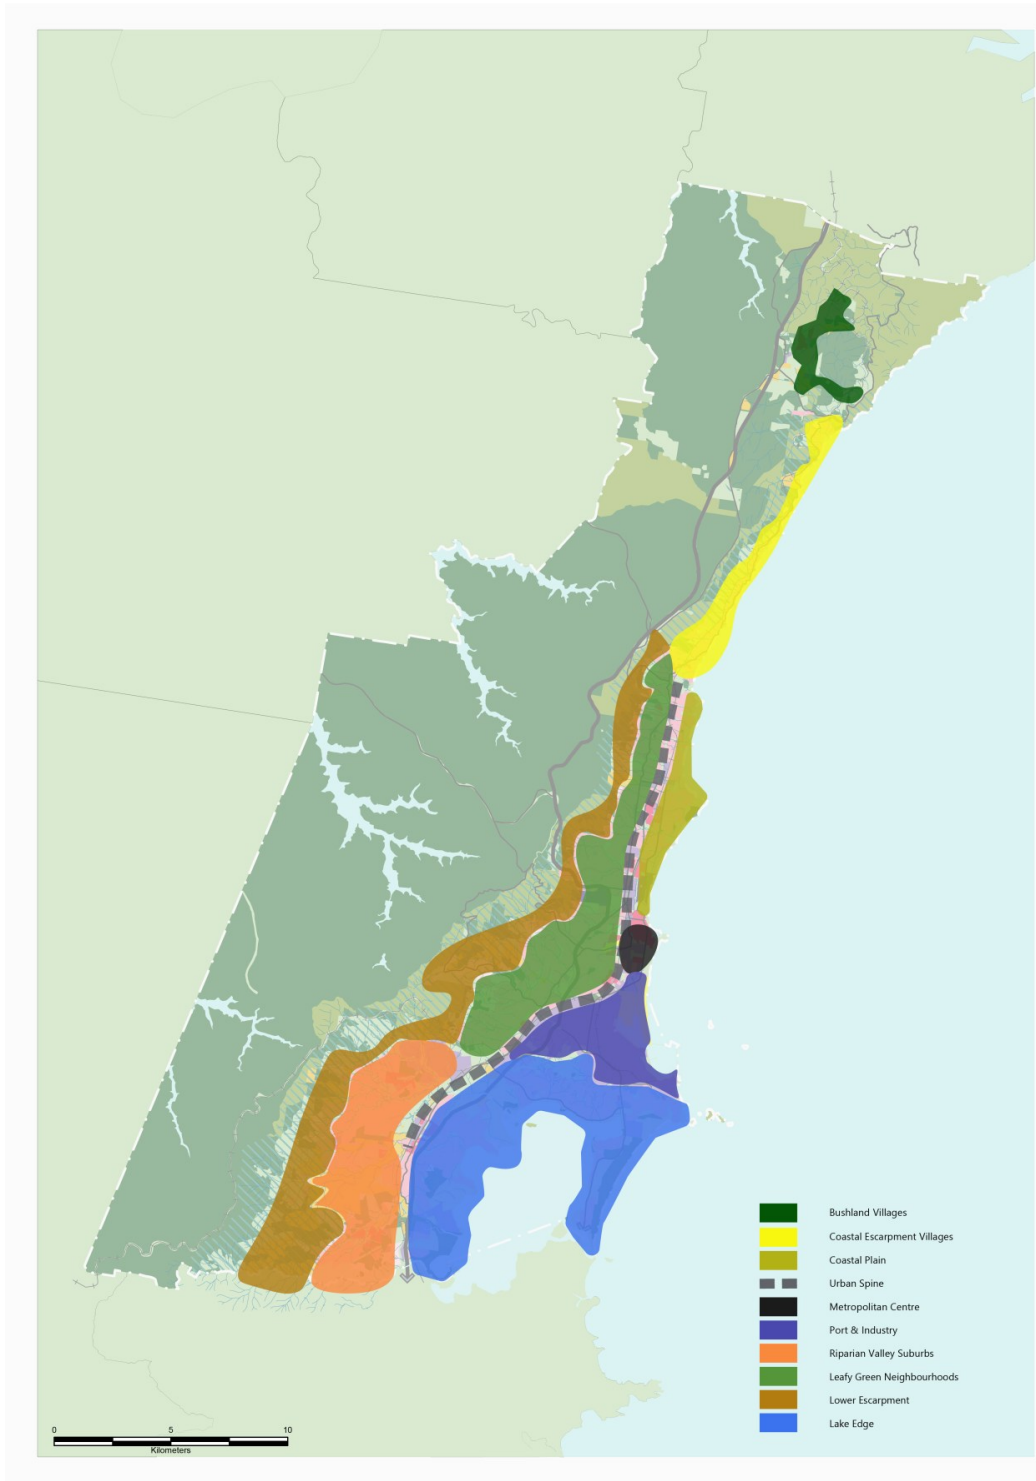 Bushland Villages
Coastal Escarpment Villages
Coastal Plain
Urban Spine
Metropolitan Centre
Port & Industry
Riparian Valley Suburbs
Leafy Green Neighbourhoods
Lower Escarpment
Lake Edge
0 5 10
Kilometers